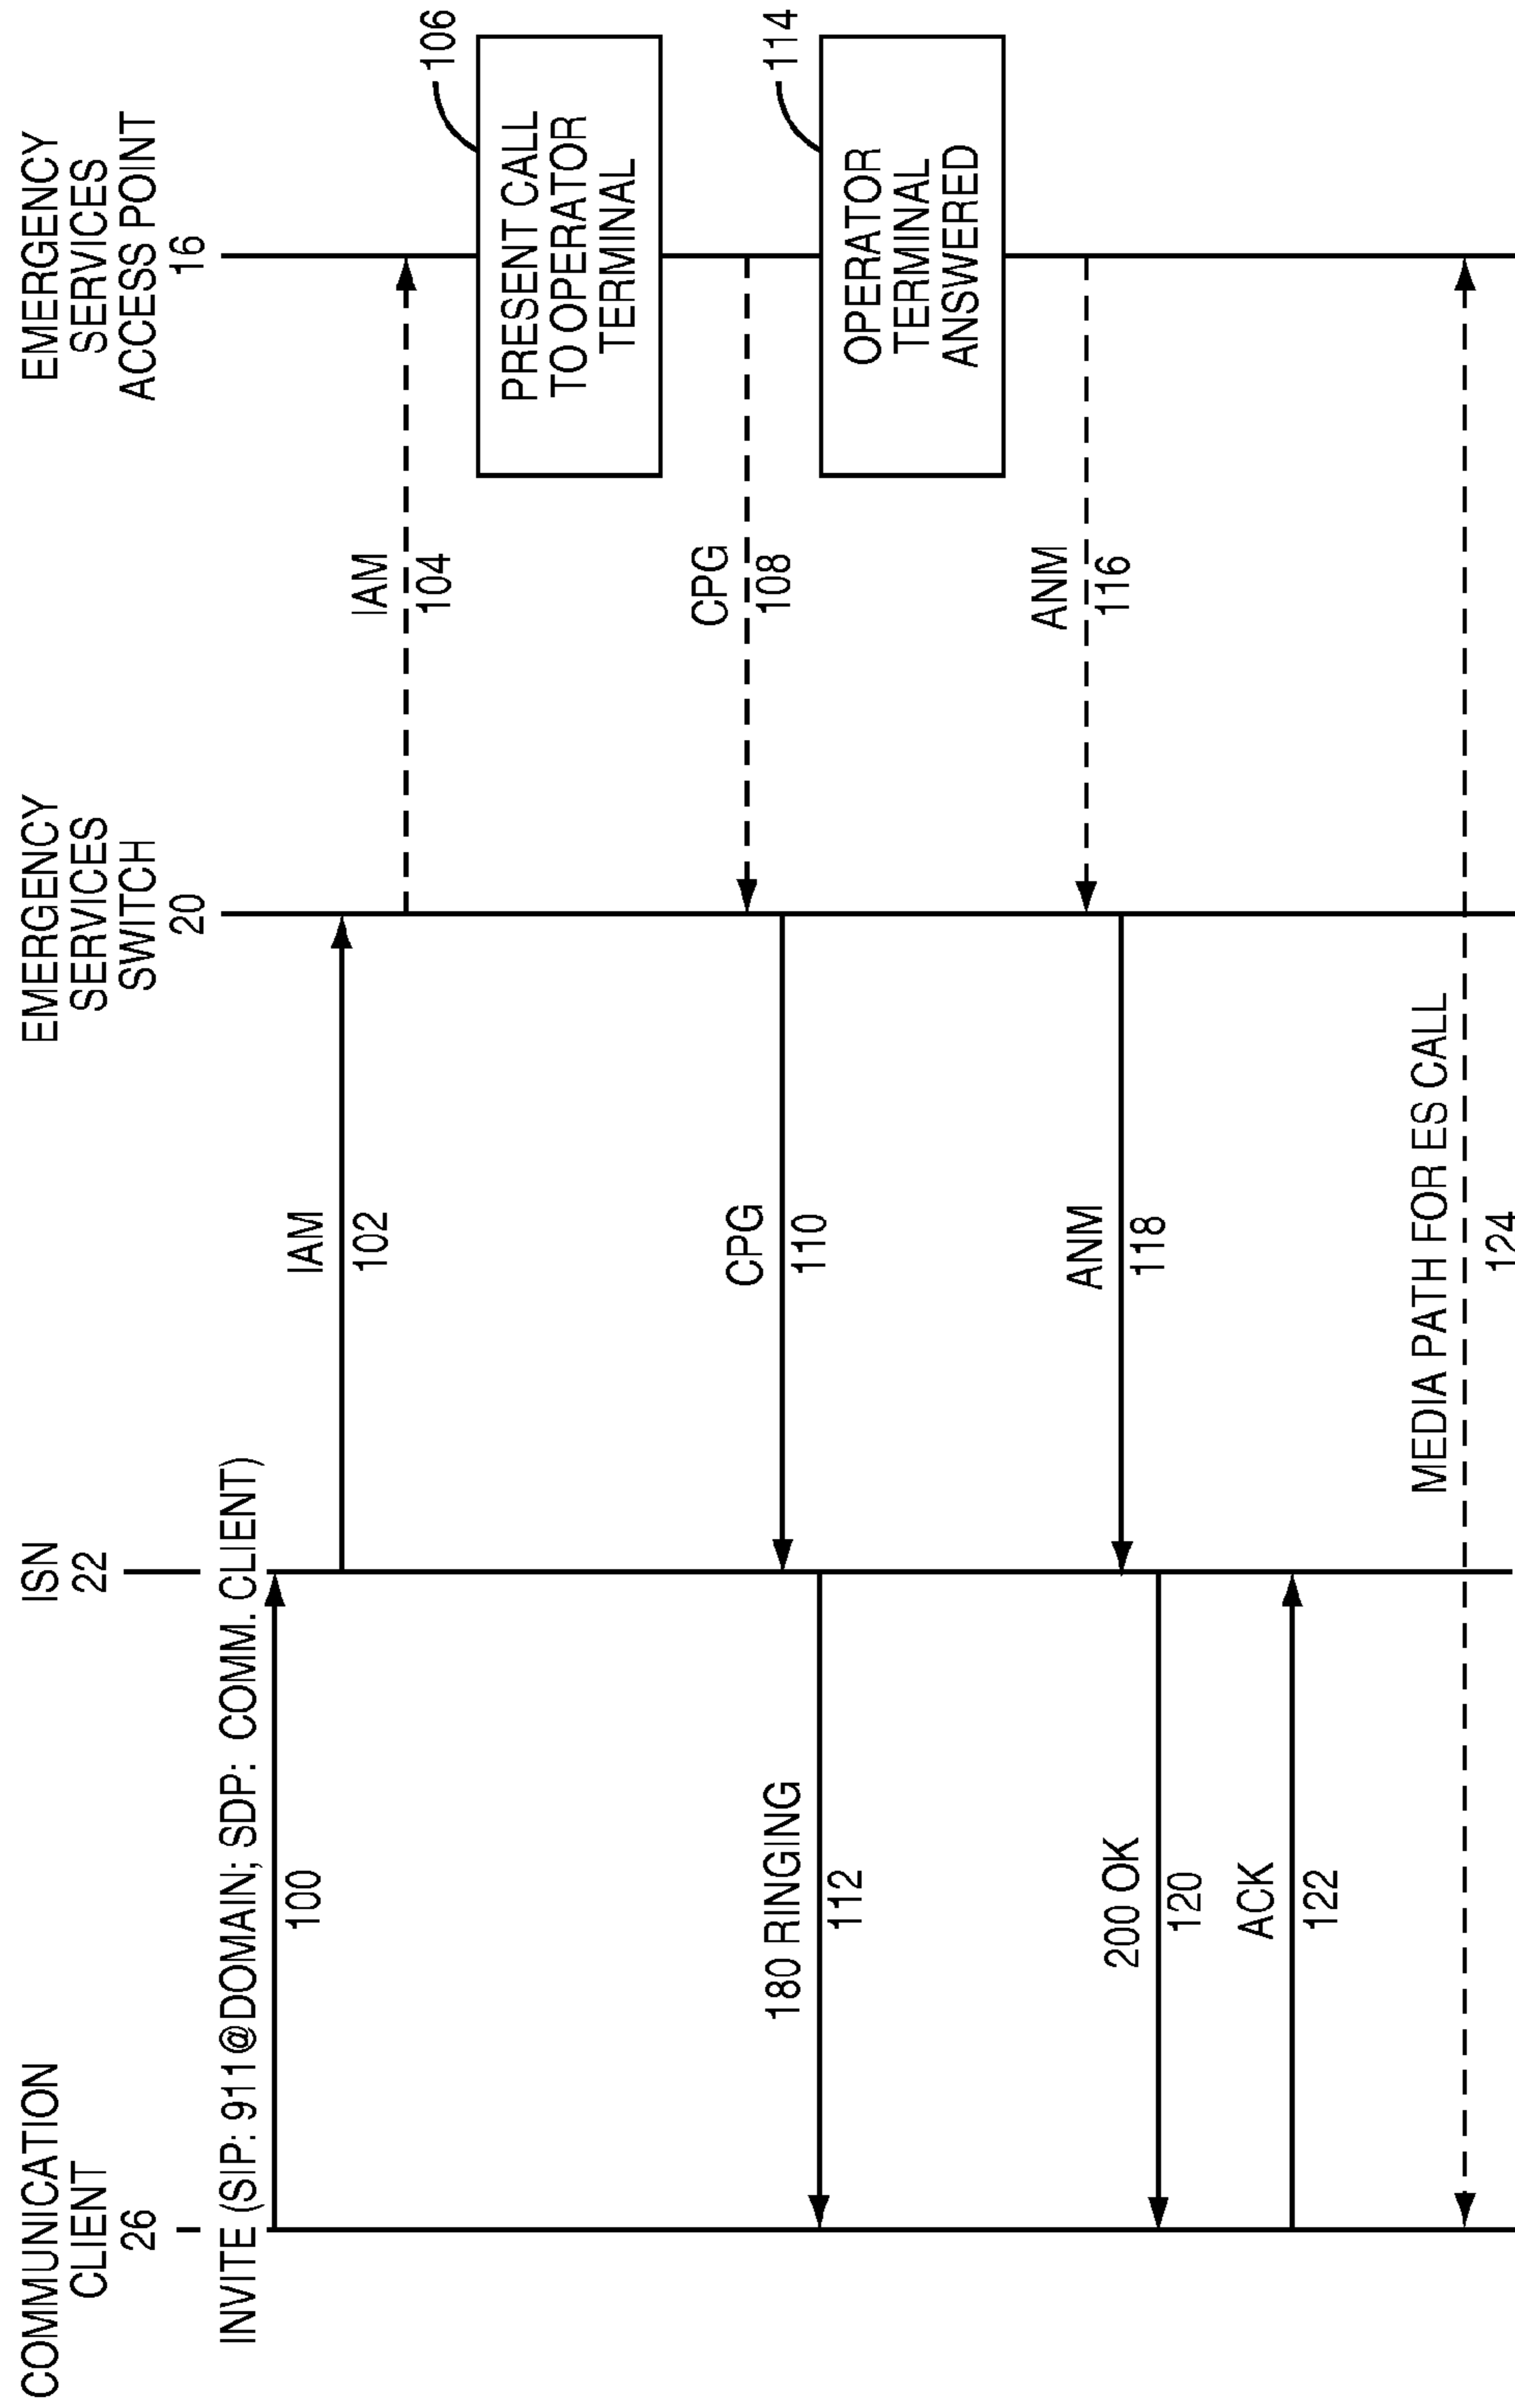 COMMUNICATION
CLIENT
26
ISN
22
EMERGENCY
SERVICES
SWITCH
20
EMERGENCY
SERVICES
ACCESS POINT
16
INVITE (SIP: 911@DOMAIN; SDP: COMM. CLIENT)
100
IAM
102
IAM
104
106
PRESENT CALL
TO OPERATOR
TERMINAL
CPG
108
CPG
110
180 RINGING
112
114
OPERATOR
TERMINAL
ANSWERED
ANM
116
ANM
118
200 OK
120
ACK
122
MEDIA PATH FOR ES CALL
124